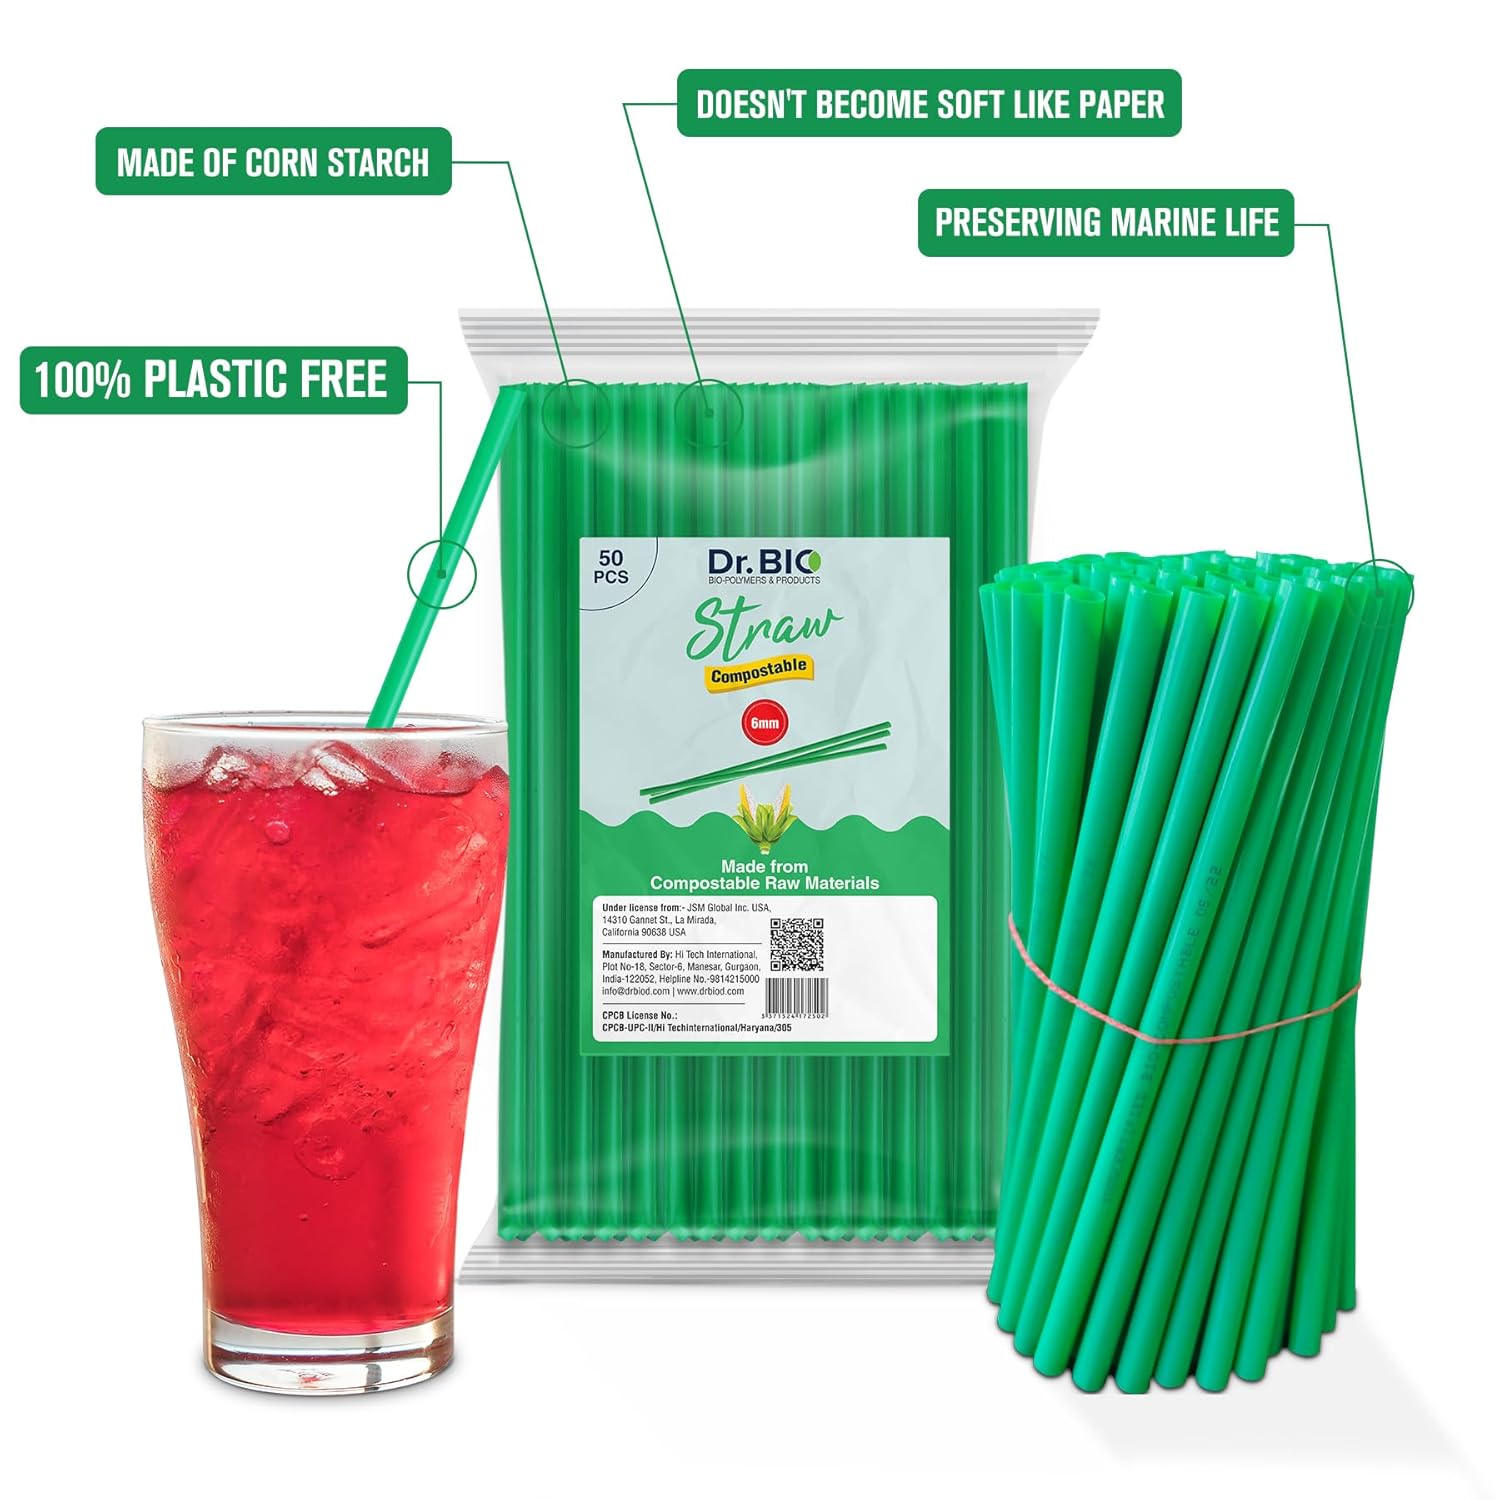 DOESN'T BECOME SOFT LIKE PAPER
MADE OF CORN STARCH
PRESERVING MARINE LIFE
100% PLASTIC FREE
50
PCS
Dr.BIO
BIO-POLYMERS & PRODUCTS
Straw
Compostable
6mm
Made from
Compostable Raw Materials
Under license from:- JSM Global Inc. USA,
14310 Gannet St., La Mirada,
California 90638 USA
Manufactured By: Hi Tech International,
Plot No-18, Sector-6, Manesar, Gurgaon,
India-122052, Helpline No.-9814215000
info@drbiod.com | www.drbiod.com
CPCB License No.:
CPCB-UPC-II/Hi TechInternational/Haryana/305
3 371524 172502